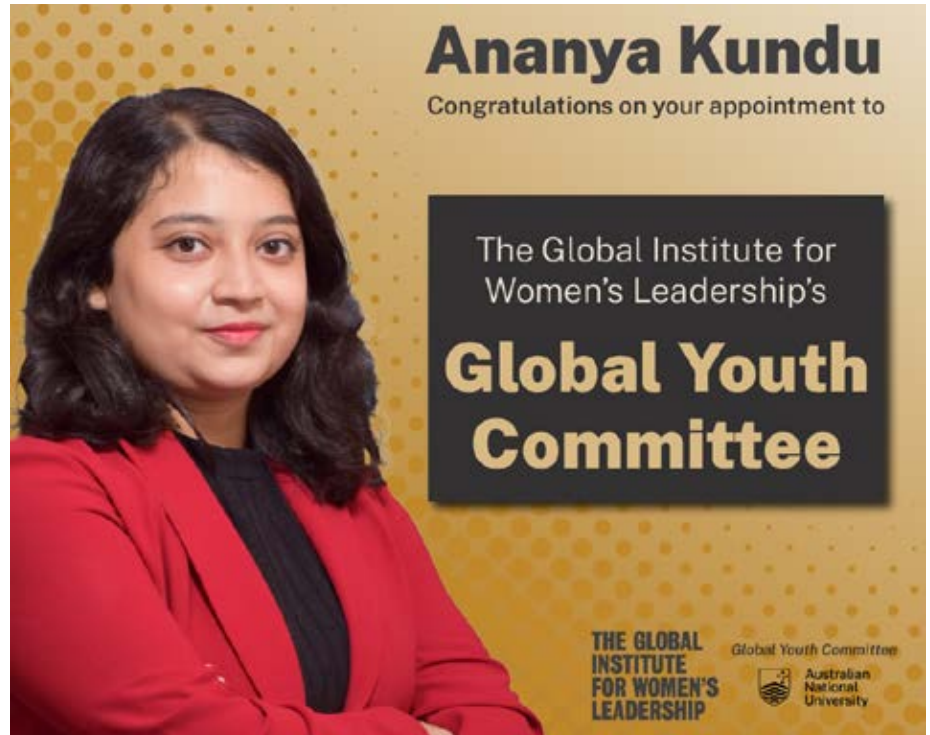 Ananya Kundu
Congratulations on your appointment to
The Global Institute for
Women's Leadership's
Global Youth
Committee
THE GLOBAL
INSTITUTE
FOR WOMEN'S
LEADERSHIP
Global Youth Committee
Australian
National
University